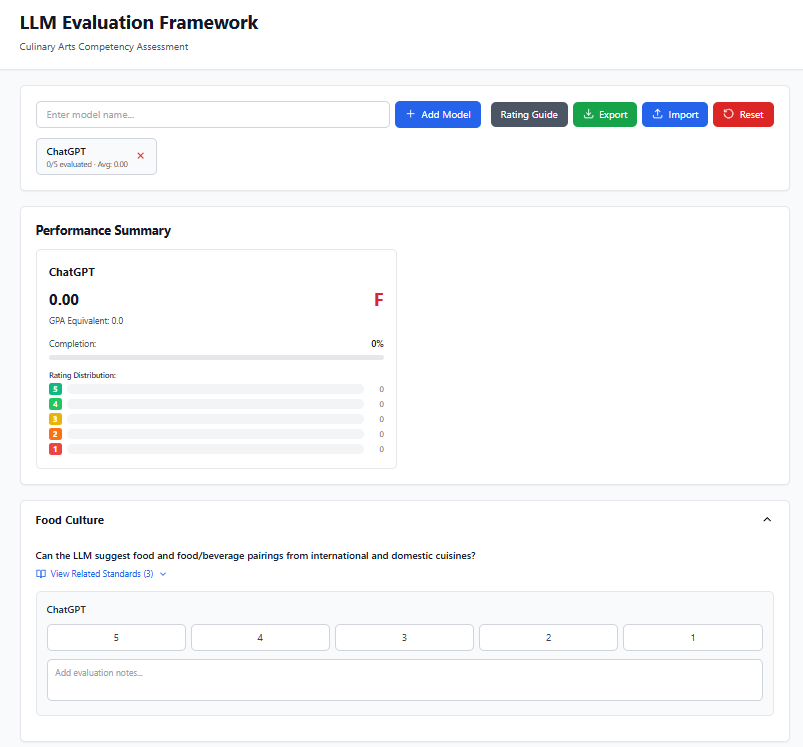 LLM Evaluation Framework
Culinary Arts Competency Assessment
Enter model name...
+ Add Model
Rating Guide
Export
Import
Reset
ChatGPT
0/5 evaluated · Avg: 0.00
Performance Summary
ChatGPT
0.00 F
GPA Equivalent: 0.0
Completion: 0%
Rating Distribution:
5 0
4 0
3 0
2 0
1 0
Food Culture
Can the LLM suggest food and food/beverage pairings from international and domestic cuisines?
View Related Standards (3)
ChatGPT
5 4 3 2 1
Add evaluation notes...